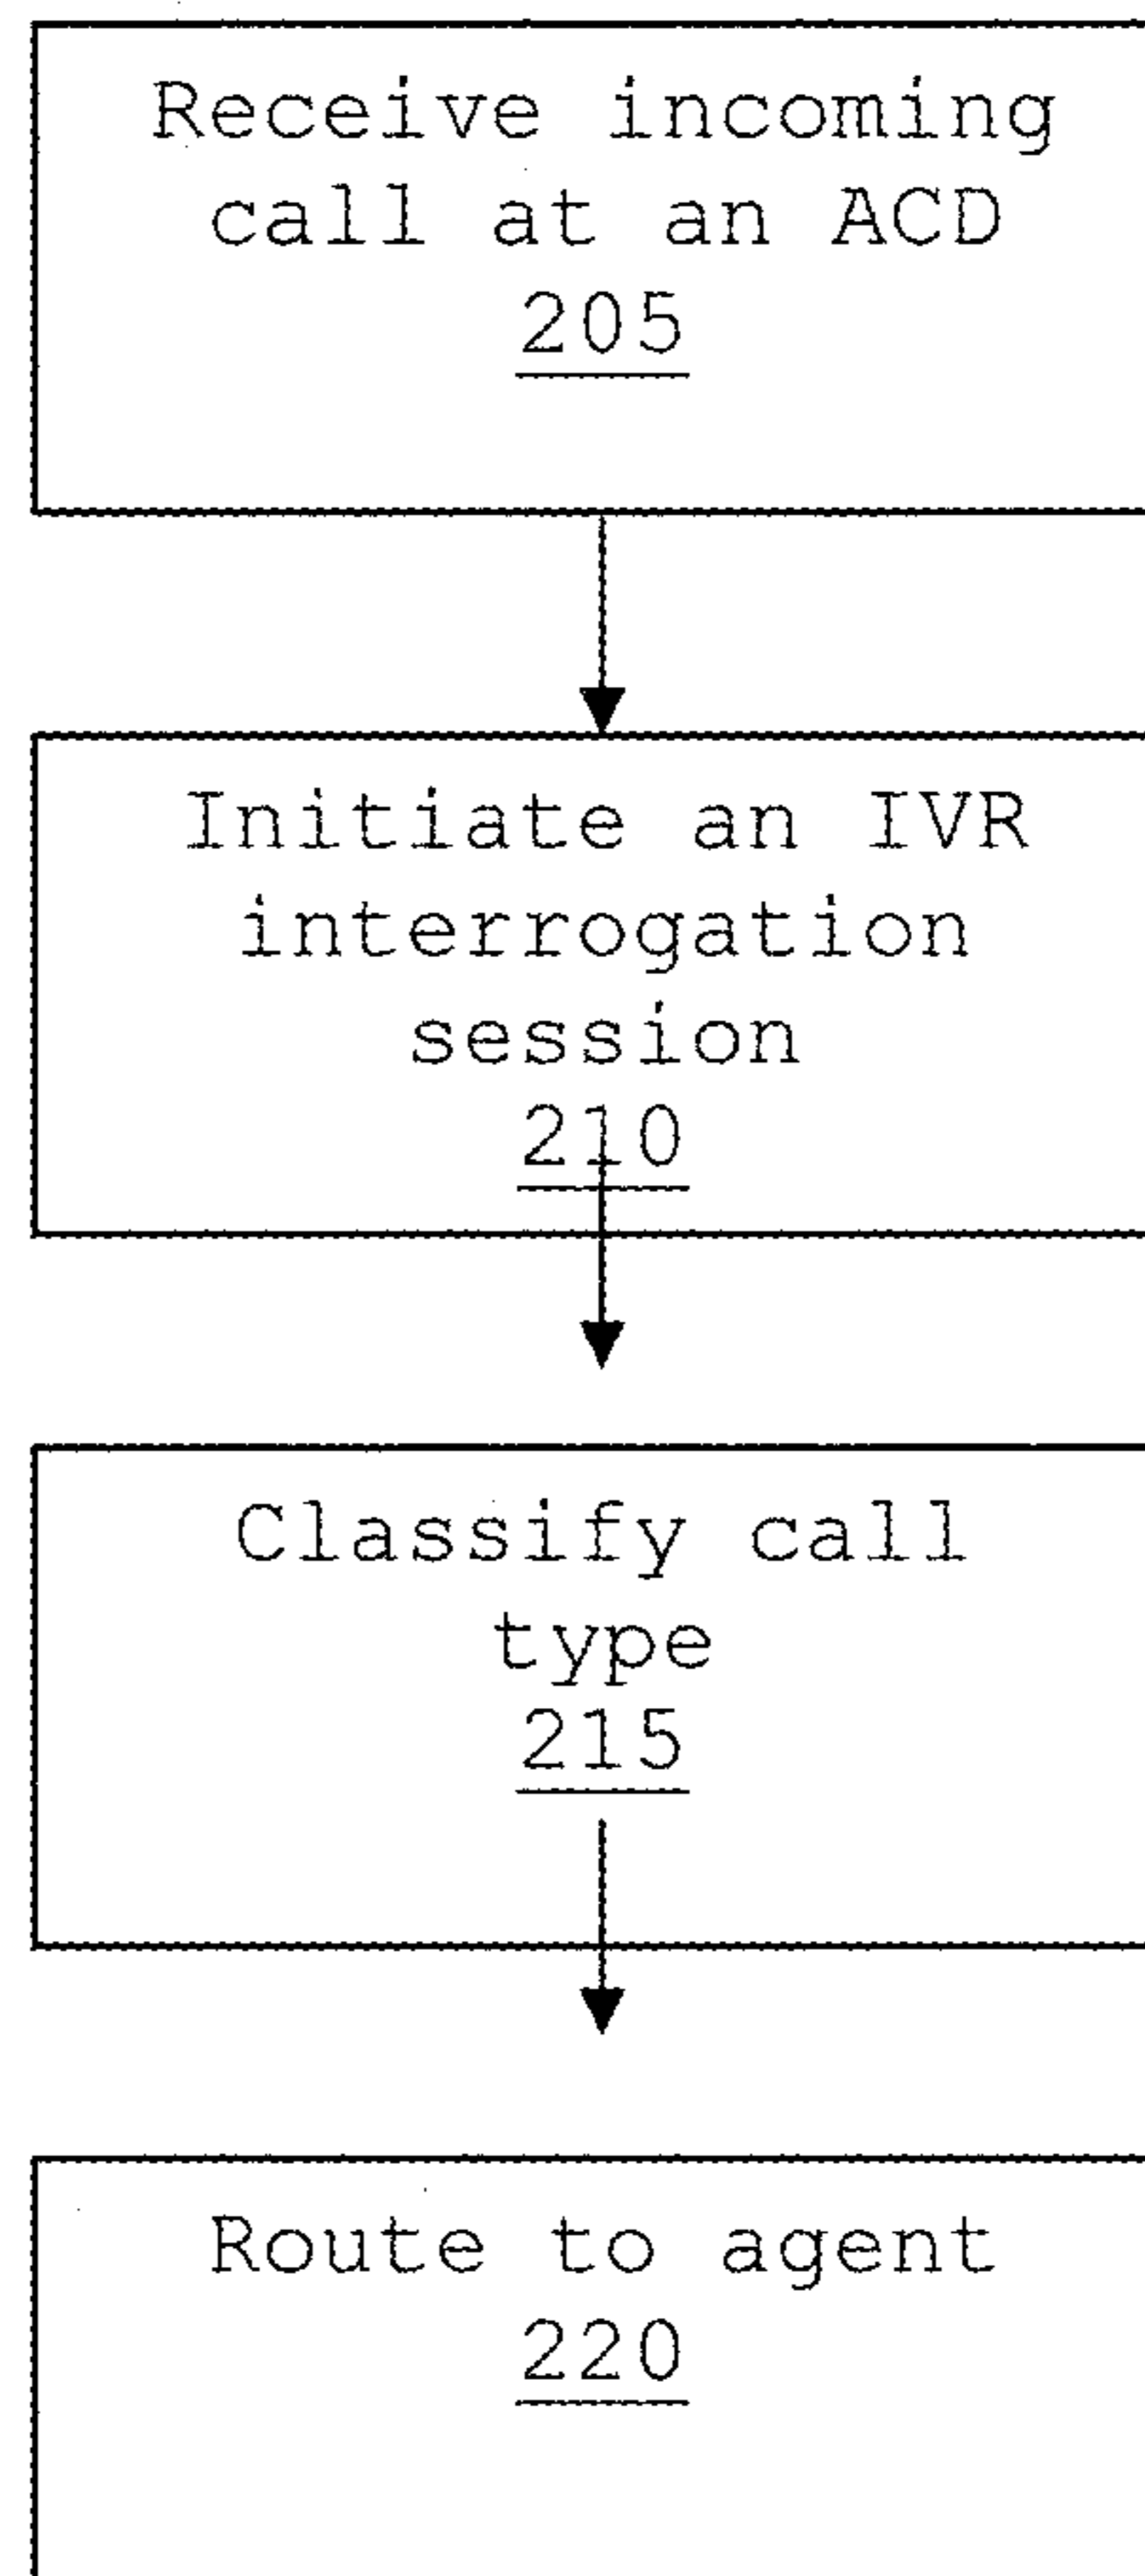 Receive incoming
call at an ACD
205
Initiate an IVR
interrogation
session
210
Classify call
type
215
Route to agent
220